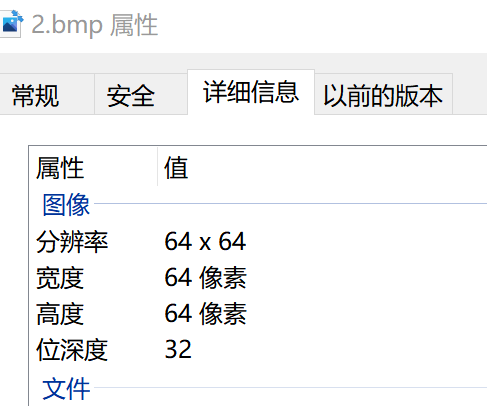 2.bmp 属性
常规 安全 详细信息 以前的版本
属性 值
图像
分辨率 64 x 64
宽度 64 像素
高度 64 像素
位深度 32
文件